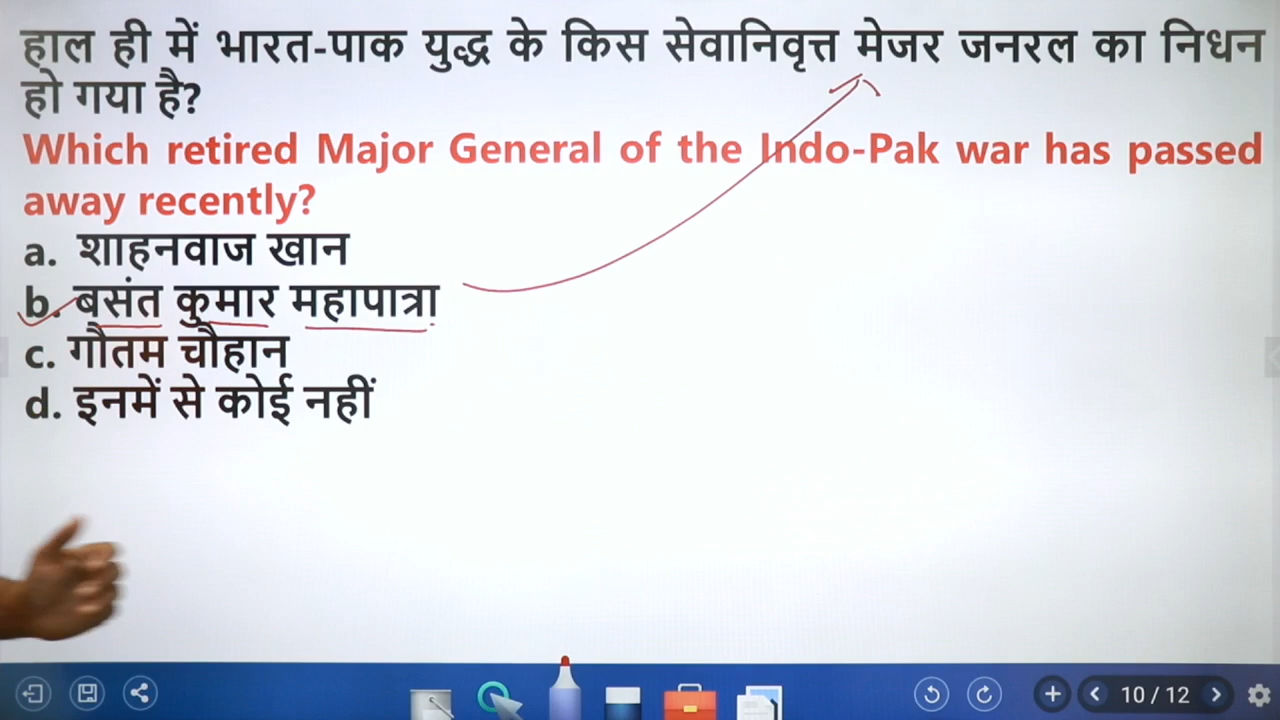 हाल ही में भारत-पाक युद्ध के किस सेवानिवृत्त मेजर जनरल का निधन
हो गया है?
Which retired Major General of the Indo-Pak war has passed
away recently?
a. शाहनवाज खान
b. बसंत कुमार महापात्रा
c. गौतम चौहान
d. इनमें से कोई नहीं
10 / 12